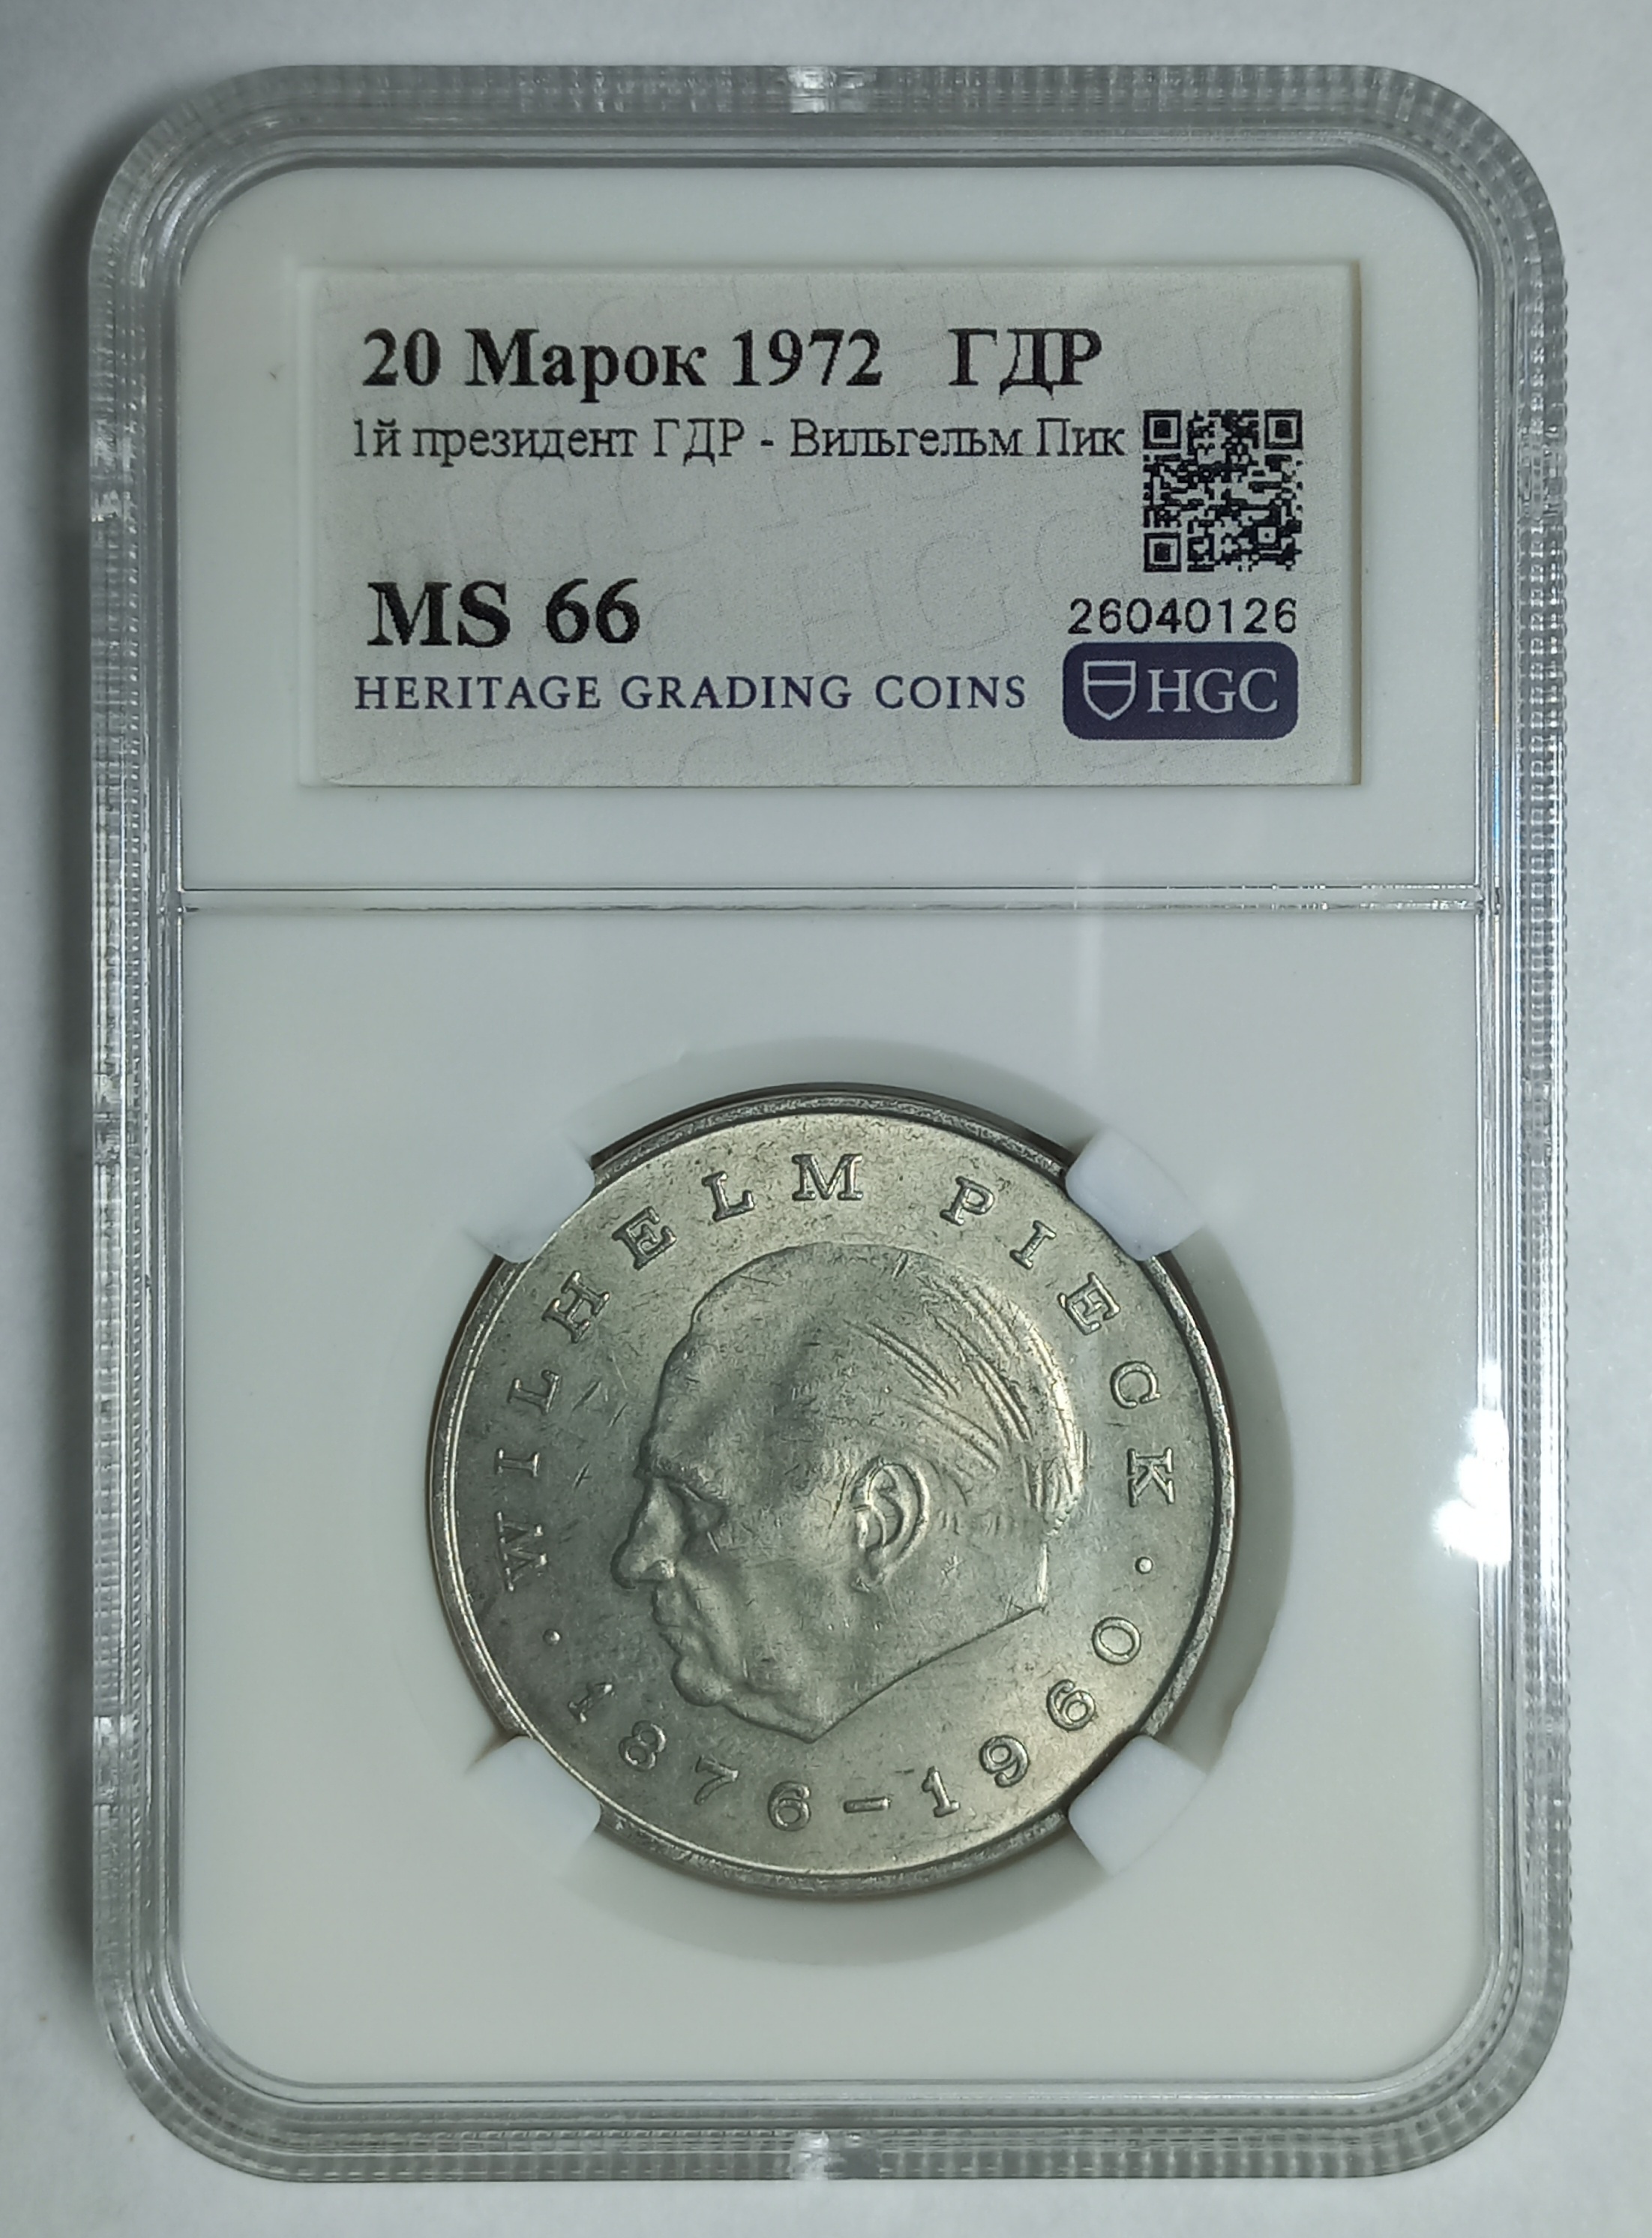 20 Марок 1972 ГДР
1й президент ГДР - Вильгельм Пик
MS 66
26040126
HERITAGE GRADING COINS
HGC
· WILHELM PIECK ·
1876-1960